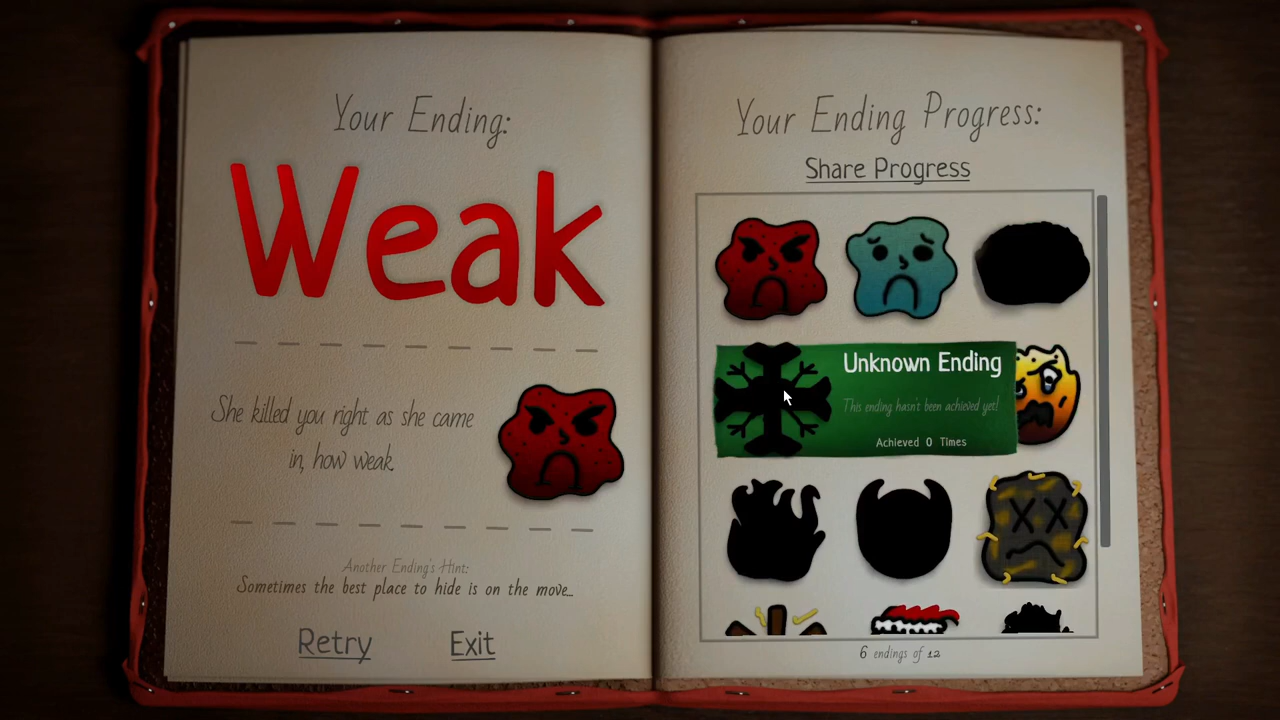 Your Ending:
Weak
She killed you right as she came
in, how weak.
Another Ending's Hint:
Sometimes the best place to hide is on the move...
Retry Exit
Your Ending Progress:
Share Progress
Unknown Ending
This ending hasn't been achieved yet!
Achieved 0 Times
6 endings of 12